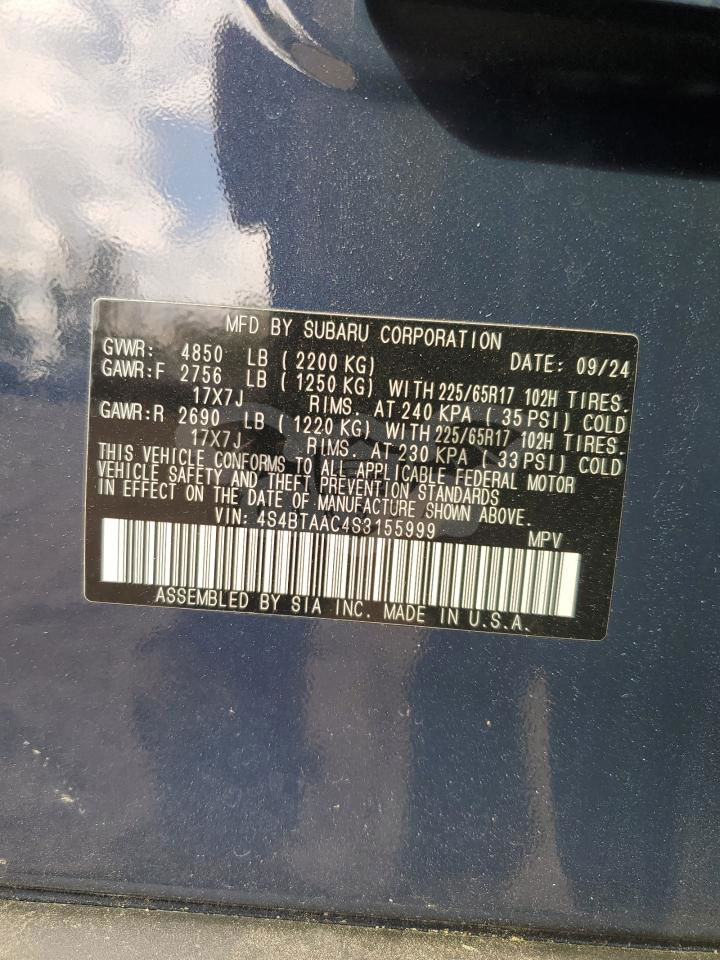 MFD BY SUBARU CORPORATION
GVWR: 4850 LB ( 2200 KG) DATE: 09/24
GAWR:F 2756 LB ( 1250 KG) WITH 225/65R17 102H TIRES.
17X7J RIMS. AT 240 KPA ( 35 PSI) COLD
GAWR:R 2690 LB ( 1220 KG) WITH 225/65R17 102H TIRES.
17X7J RIMS. AT 230 KPA ( 33 PSI) COLD
THIS VEHICLE CONFORMS TO ALL APPLICABLE FEDERAL MOTOR
VEHICLE SAFETY AND THEFT PREVENTION STANDARDS
IN EFFECT ON THE DATE OF MANUFACTURE SHOWN ABOVE.
VIN: 4S4BTAAC4S3155999 MPV
ASSEMBLED BY SIA INC. MADE IN U.S.A.